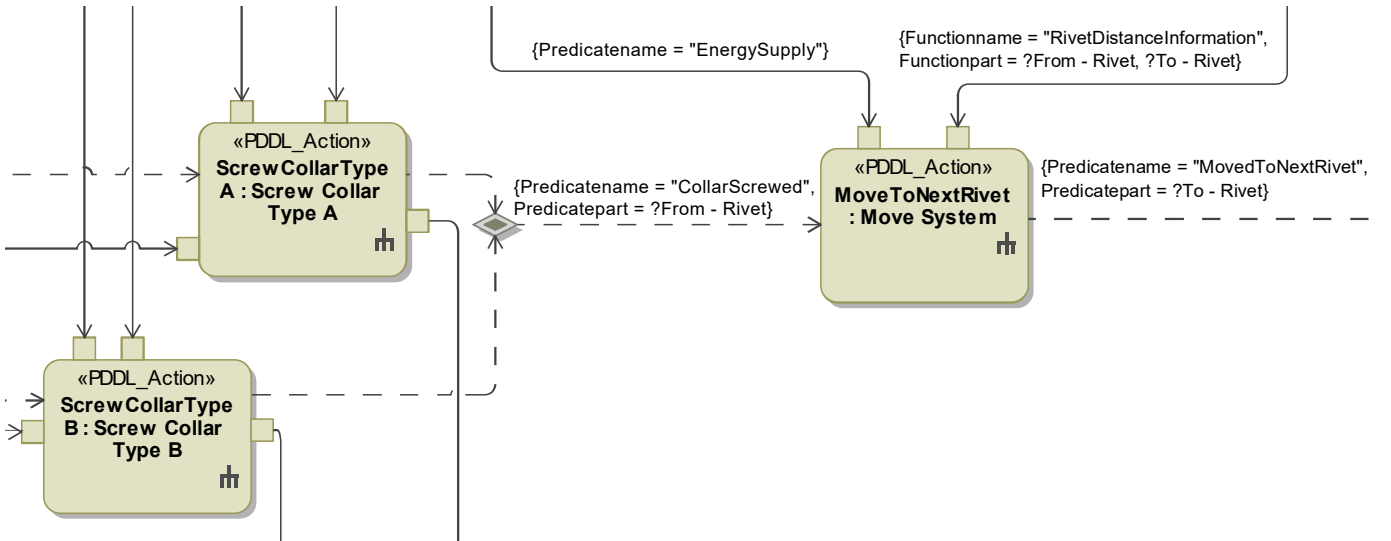 {Predicatename = "EnergySupply"}
{Functionname = "RivetDistanceInformation",
Functionpart = ?From - Rivet, ?To - Rivet}
«PDDL_Action»
ScrewCollarType
A : Screw Collar
Type A
{Predicatename = "CollarScrewed",
Predicatepart = ?From - Rivet}
«PDDL_Action»
MoveToNextRivet
: Move System
{Predicatename = "MovedToNextRivet",
Predicatepart = ?To - Rivet}
«PDDL_Action»
ScrewCollarType
B : Screw Collar
Type B